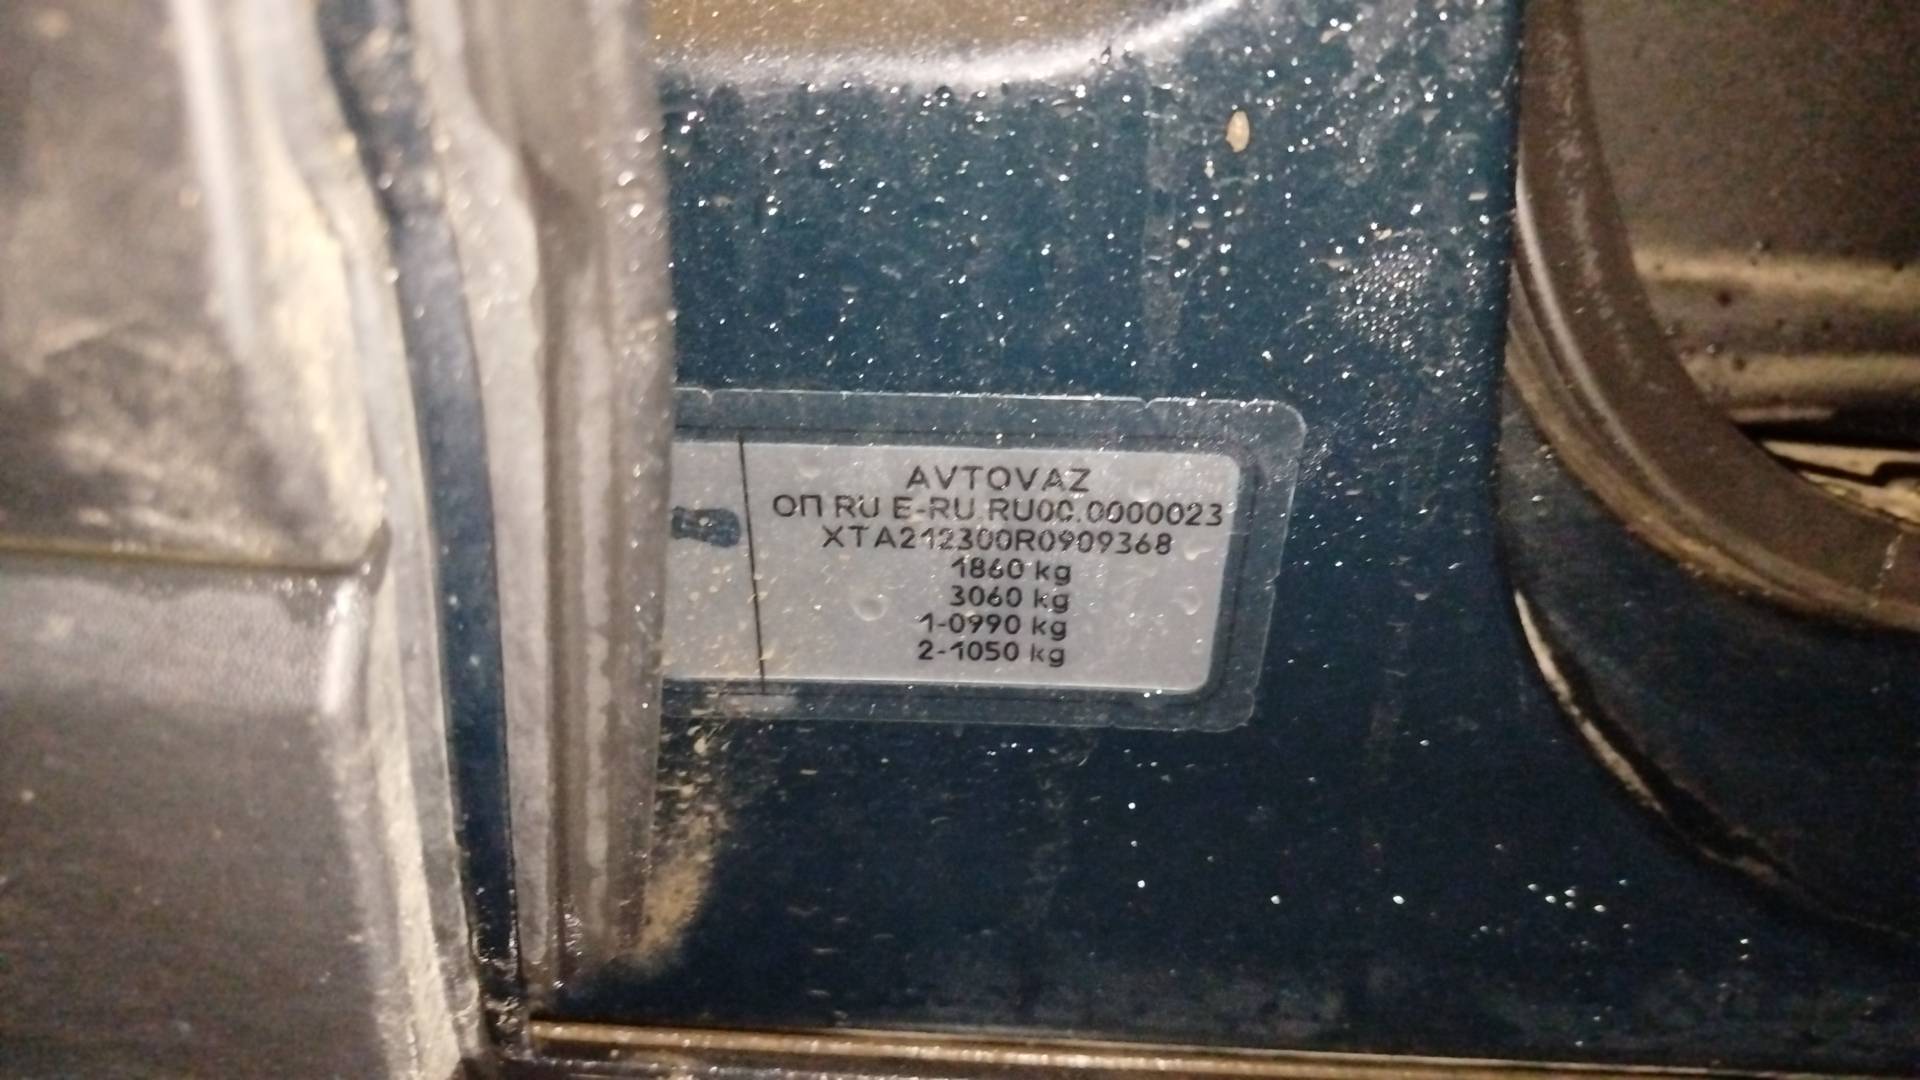 AVTOVAZ
ОП RU E-RU.RU00.0000023
XTA212300R0909368
1860 kg
3060 kg
1-0990 kg
2-1050 kg